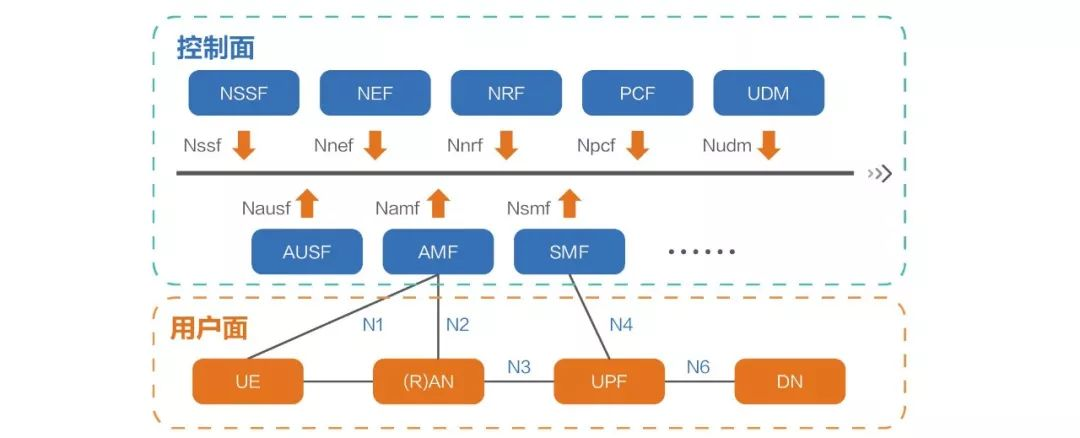 控制面
NSSF NEF NRF PCF UDM
Nssf Nnef Nnrf Npcf Nudm
Nausf Namf Nsmf
AUSF AMF SMF ......
用户面
N1 N2 N4
UE (R)AN N3 UPF N6 DN